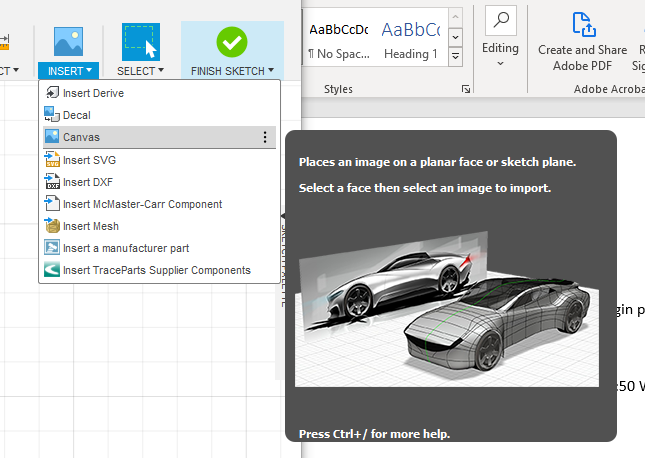 CT
INSERT
SELECT
FINISH SKETCH
Insert Derive
Decal
Canvas
Insert SVG
Insert DXF
Insert McMaster-Carr Component
Insert Mesh
Insert a manufacturer part
Insert TraceParts Supplier Components
AaBbCcDc
AaBbCcDc
¶ No Spac...
Heading 1
Styles
Editing
Create and Share
Adobe PDF
Adobe Acroba
Places an image on a planar face or sketch plane.
Select a face then select an image to import.
Press Ctrl+/ for more help.
gin p
:50 W